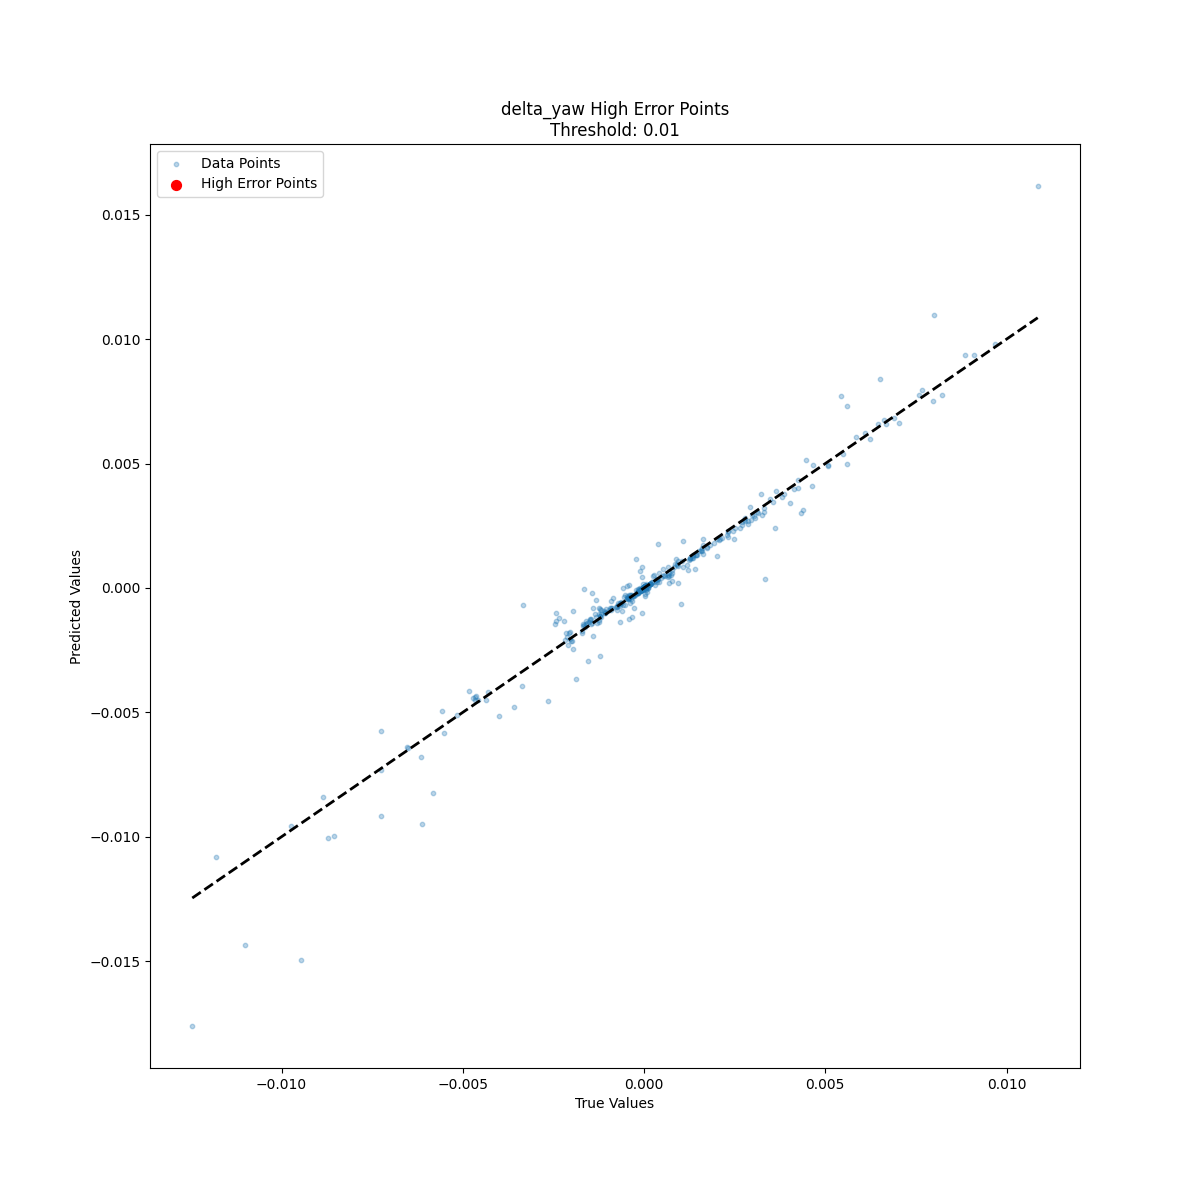 delta_yaw High Error Points
Threshold: 0.01
Data Points
High Error Points
0.015
0.010
0.005
0.000
−0.005
−0.010
−0.015
Predicted Values
−0.010
−0.005
0.000
0.005
0.010
True Values